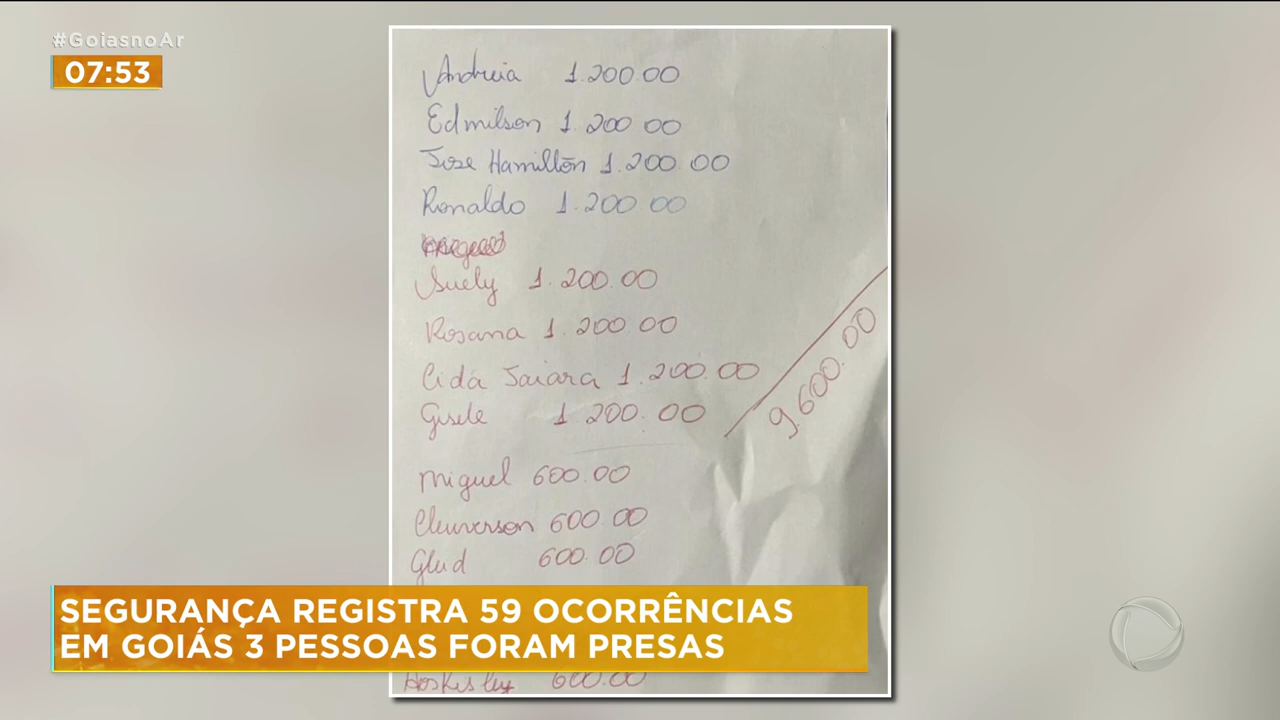 #GoiasnoAr
07:53
Andreia 1.200.00
Edmilson 1.200 00
Jose Hamilton 1.200.00
Ronaldo 1.200.00
Suely 1.200.00
Rosana 1.200.00
Cida Jaiara 1.200.00
Gisele 1.200.00
9.600.00
Miguel 600.00
Cleuverson 600.00
Glud 600.00
SEGURANÇA REGISTRA 59 OCORRÊNCIAS
EM GOIÁS 3 PESSOAS FORAM PRESAS
600.00